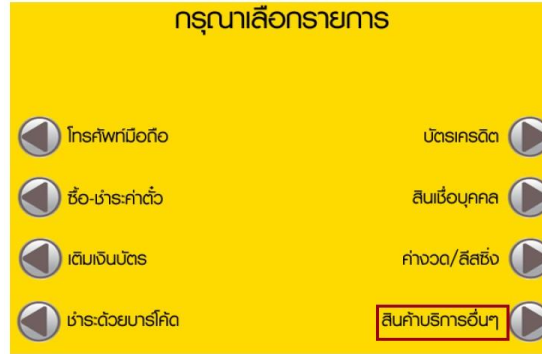 กรุณาเลือกรายการ
โทรศัพท์มือถือ
บัตรเครดิต
ซื้อ-ชำระค่าตั๋ว
สินเชื่อบุคคล
เติมเงินบัตร
ค่างวด/ลีสซิ่ง
ชำระด้วยบาร์โค้ด
สินค้าบริการอื่นๆ